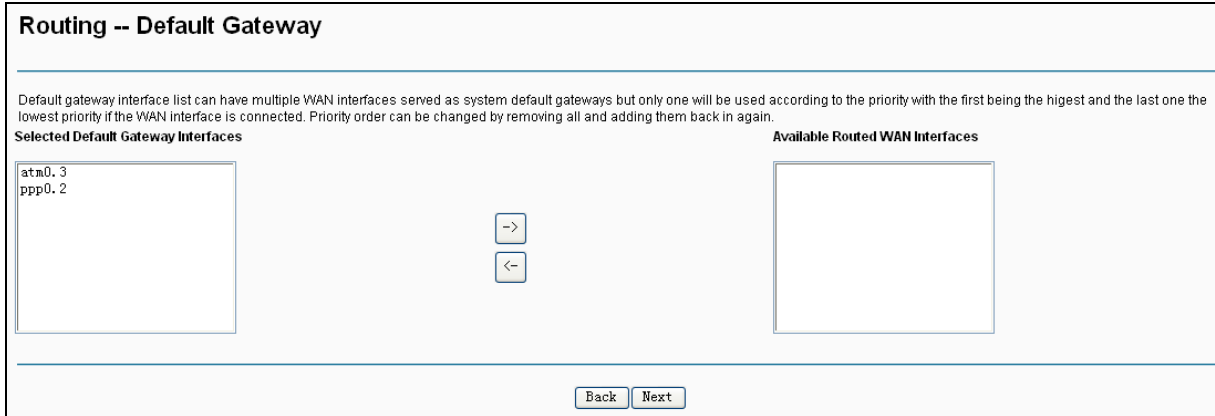 Routing -- Default Gateway
Default gateway interface list can have multiple WAN interfaces served as system default gateways but only one will be used according to the priority with the first being the higest and the last one the
lowest priority if the WAN interface is connected. Priority order can be changed by removing all and adding them back in again.
Selected Default Gateway Interfaces
Available Routed WAN Interfaces
atm0.3
ppp0.2
->
<-
Back Next